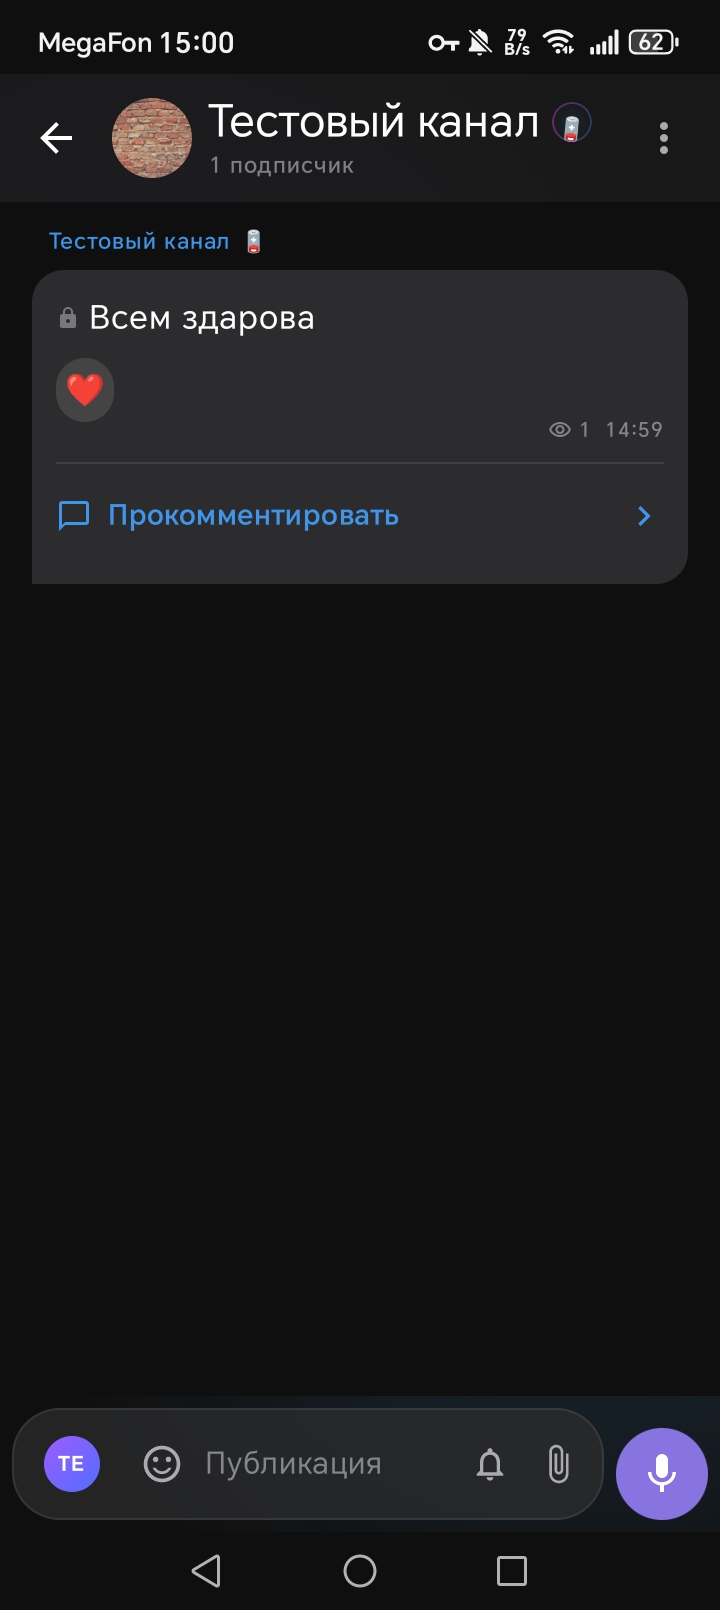 MegaFon 15:00
79
B/s
62
Тестовый канал
1 подписчик
Тестовый канал
Всем здарова
1 14:59
Прокомментировать
TE
Публикация